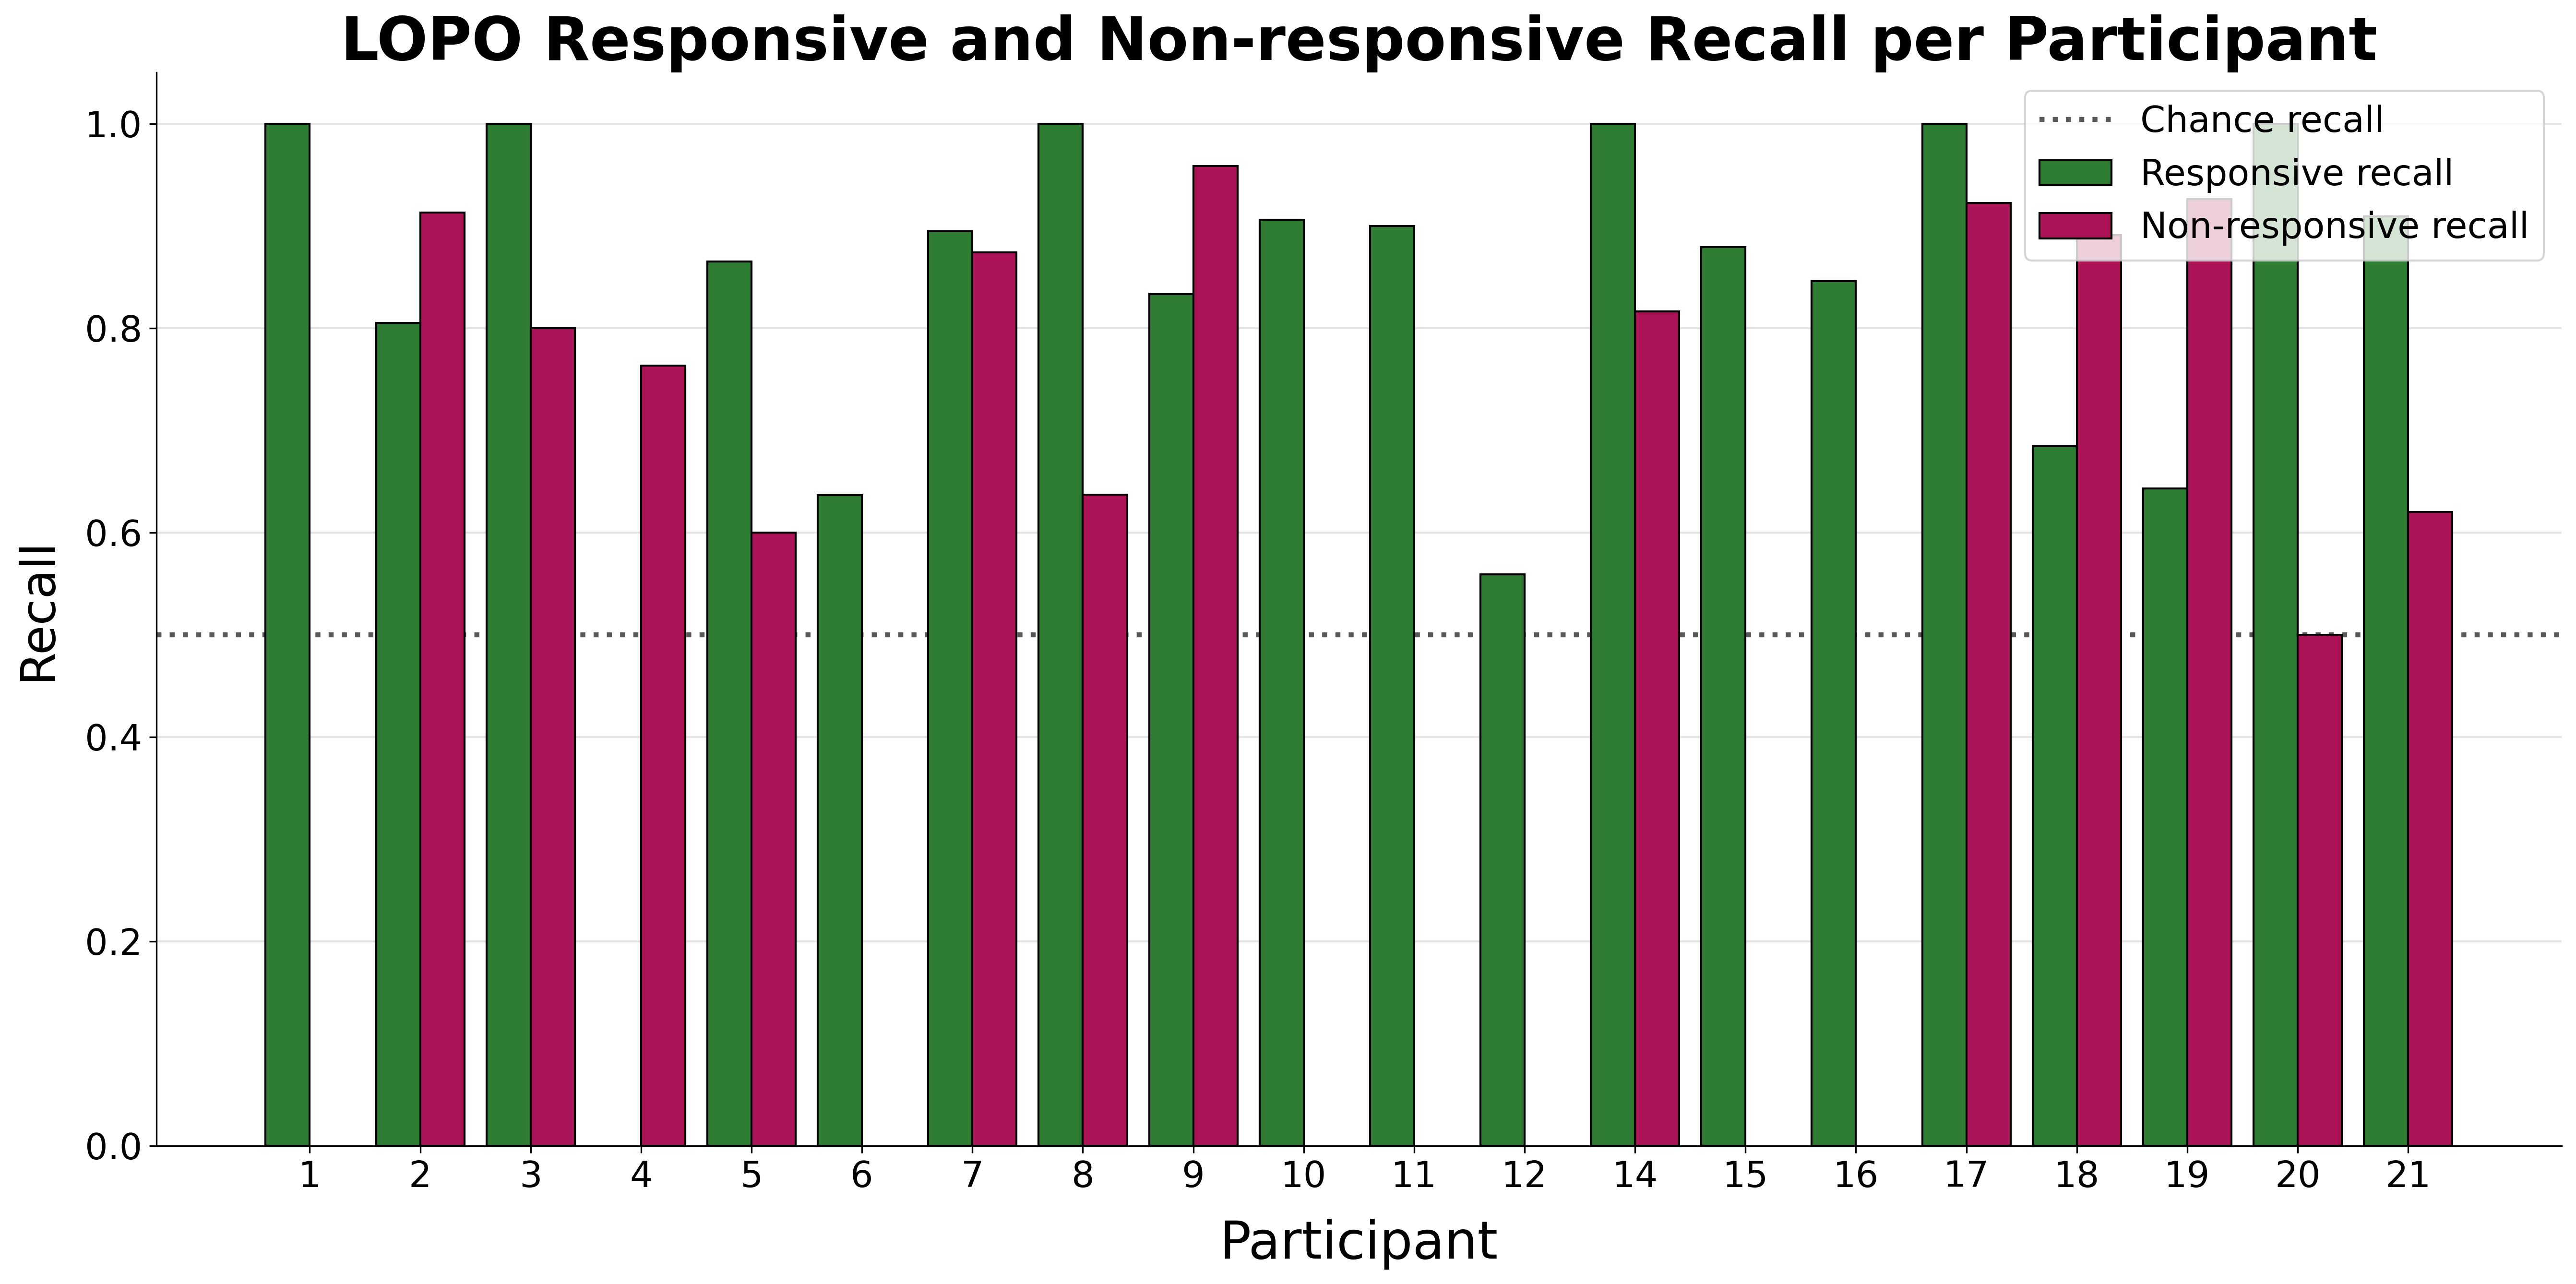 LOPO Responsive and Non-responsive Recall per Participant
Chance recall
Responsive recall
Non-responsive recall
1.0
0.8
0.6
0.4
0.2
0.0
Recall
1 2 3 4 5 6 7 8 9 10 11 12 14 15 16 17 18 19 20 21
Participant